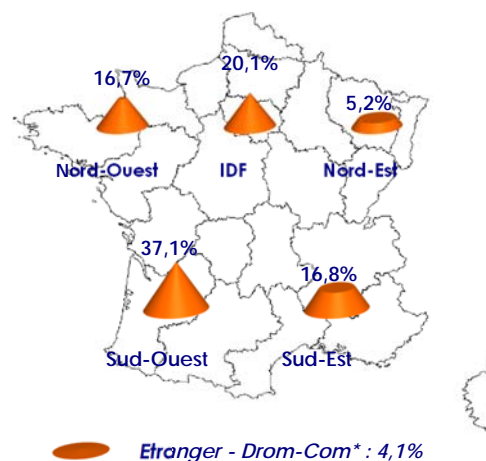 16,7%
20,1%
5,2%
Nord-Ouest
IDF
Nord-Est
37,1%
16,8%
Sud-Ouest
Sud-Est
Etranger - Drom-Com* : 4,1%